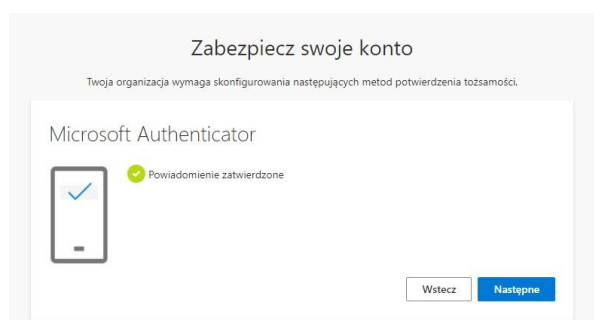 Zabezpiecz swoje konto
Twoja organizacja wymaga skonfigurowania następujących metod potwierdzenia tożsamości.
Microsoft Authenticator
Powiadomienie zatwierdzone
Wstecz
Następne